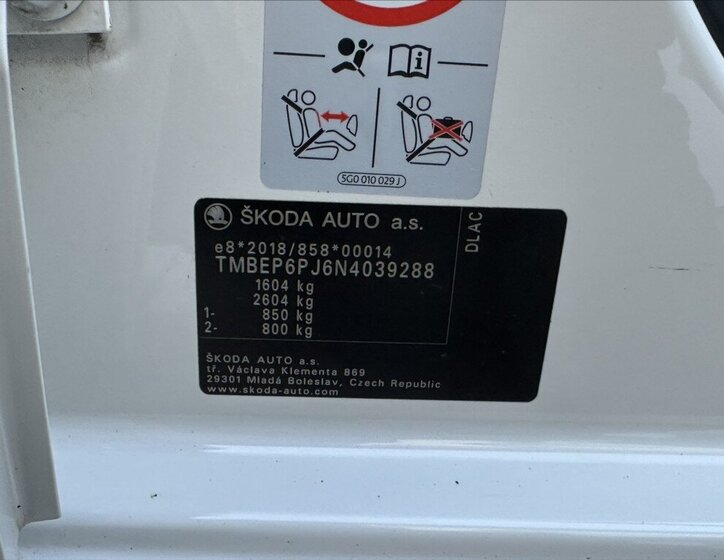 5G0 010 029 J
ŠKODA AUTO a.s.
DLAC
e8*2018/858*00014
TMBEP6PJ6N4039288
1604 kg
2604 kg
1- 850 kg
2- 800 kg
ŠKODA AUTO a.s.
tř. Václava Klementa 869
29301 Mladá Boleslav, Czech Republic
www.skoda-auto.com